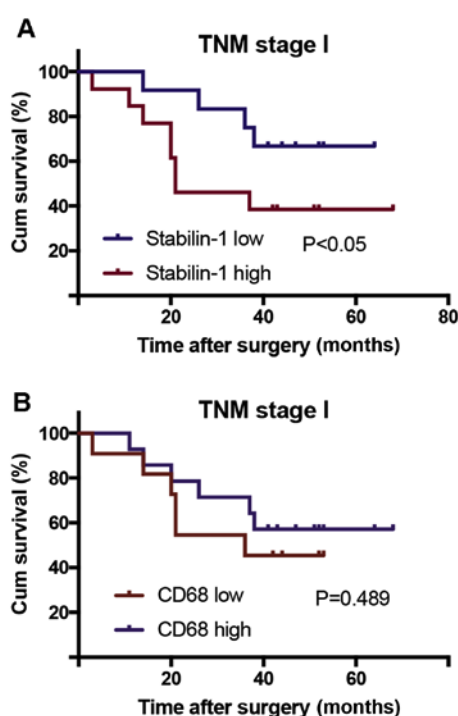 A
TNM stage I
Cum survival (%)
100
80
60
40
20
Stabilin-1 low
Stabilin-1 high
P<0.05
20
40
60
80
Time after surgery (months)
B
TNM stage I
Cum survival (%)
100
80
60
40
20
CD68 low
CD68 high
P=0.489
20
40
60
80
Time after surgery (months)